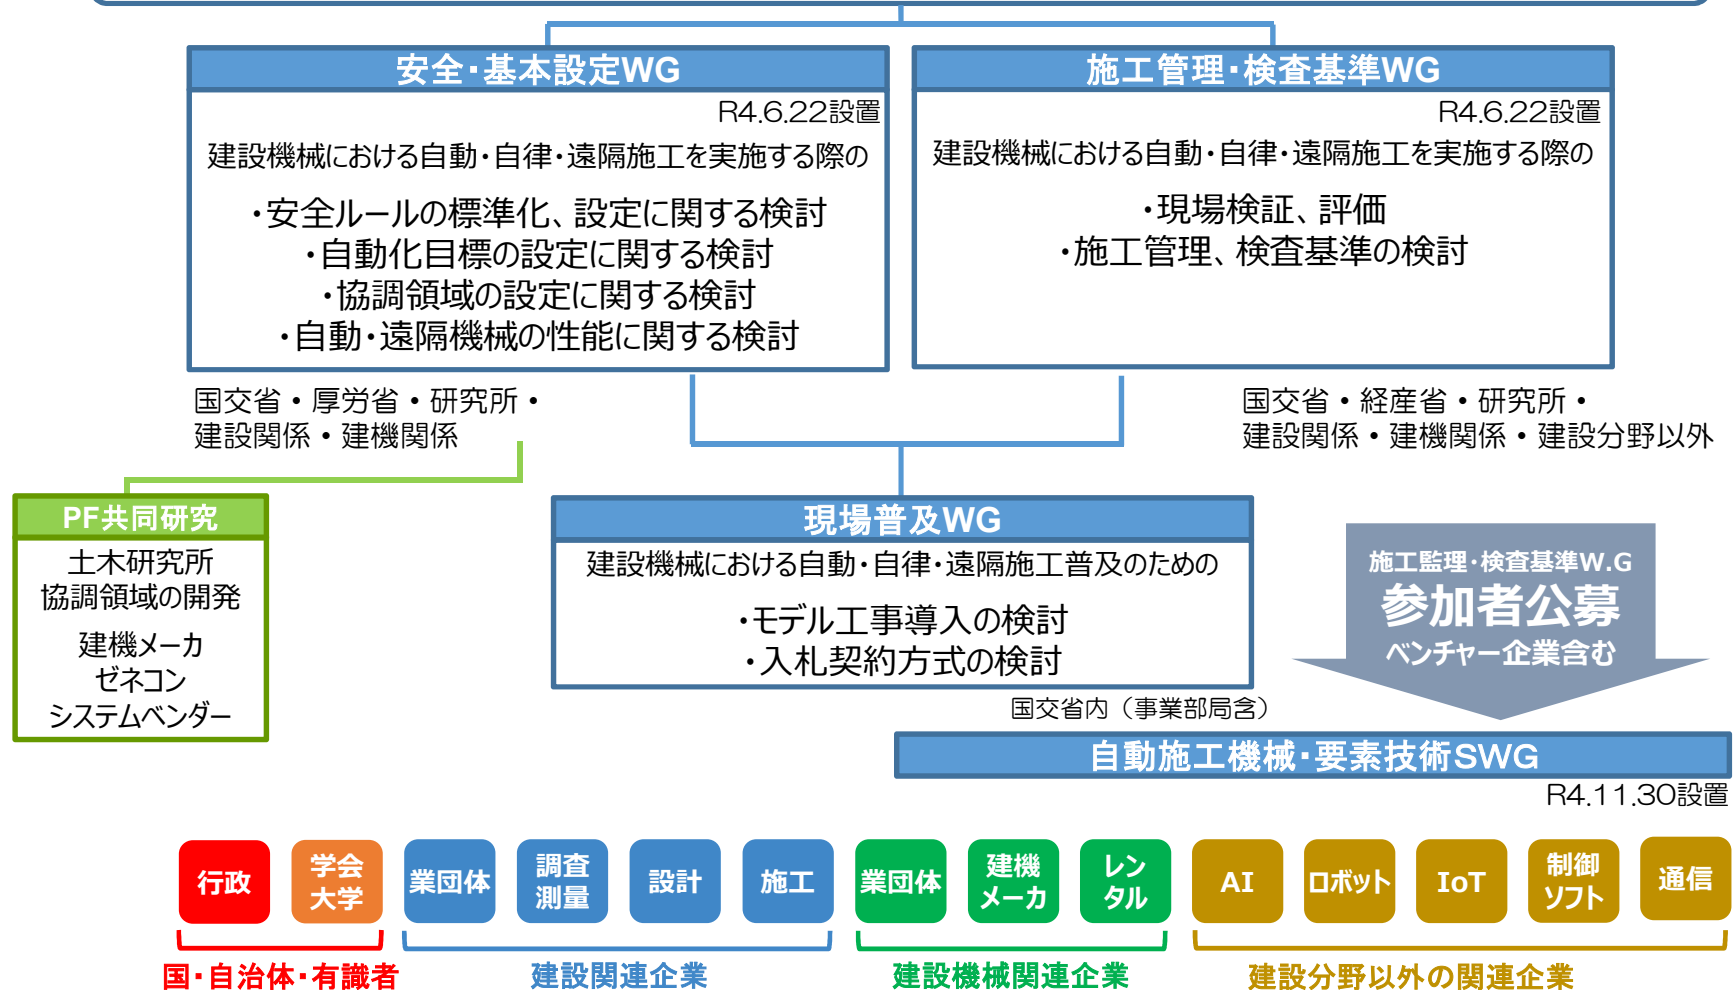 安全・基本設定WG
R4.6.22設置
建設機械における自動・自律・遠隔施工を実施する際の
・安全ルールの標準化、設定に関する検討
・自動化目標の設定に関する検討
・協調領域の設定に関する検討
・自動・遠隔機械の性能に関する検討
国交省・厚労省・研究所・
建設関係・建機関係
施工管理・検査基準WG
R4.6.22設置
建設機械における自動・自律・遠隔施工を実施する際の
・現場検証、評価
・施工管理、検査基準の検討
国交省・経産省・研究所・
建設関係・建機関係・建設分野以外
PF共同研究
土木研究所
協調領域の開発
建機メーカ
ゼネコン
システムベンダー
現場普及WG
建設機械における自動・自律・遠隔施工普及のための
・モデル工事導入の検討
・入札契約方式の検討
国交省内（事業部局含）
施工監理・検査基準W.G
参加者公募
ベンチャー企業含む
自動施工機械・要素技術SWG
R4.11.30設置
行政
学会
大学
業団体
調査
測量
設計
施工
業団体
建機
メーカ
レン
タル
AI
ロボット
IoT
制御
ソフト
通信
国・自治体・有識者
建設関連企業
建設機械関連企業
建設分野以外の関連企業